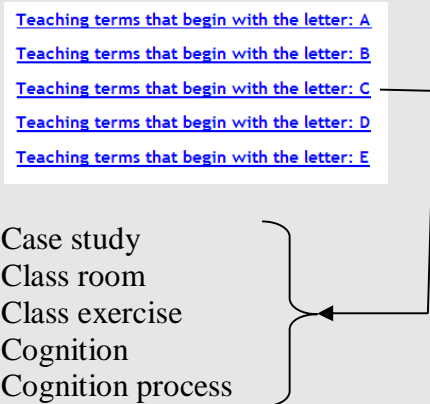 Teaching terms that begin with the letter: A
Teaching terms that begin with the letter: B
Teaching terms that begin with the letter: C
Teaching terms that begin with the letter: D
Teaching terms that begin with the letter: E
Case study
Class room
Class exercise
Cognition
Cognition process